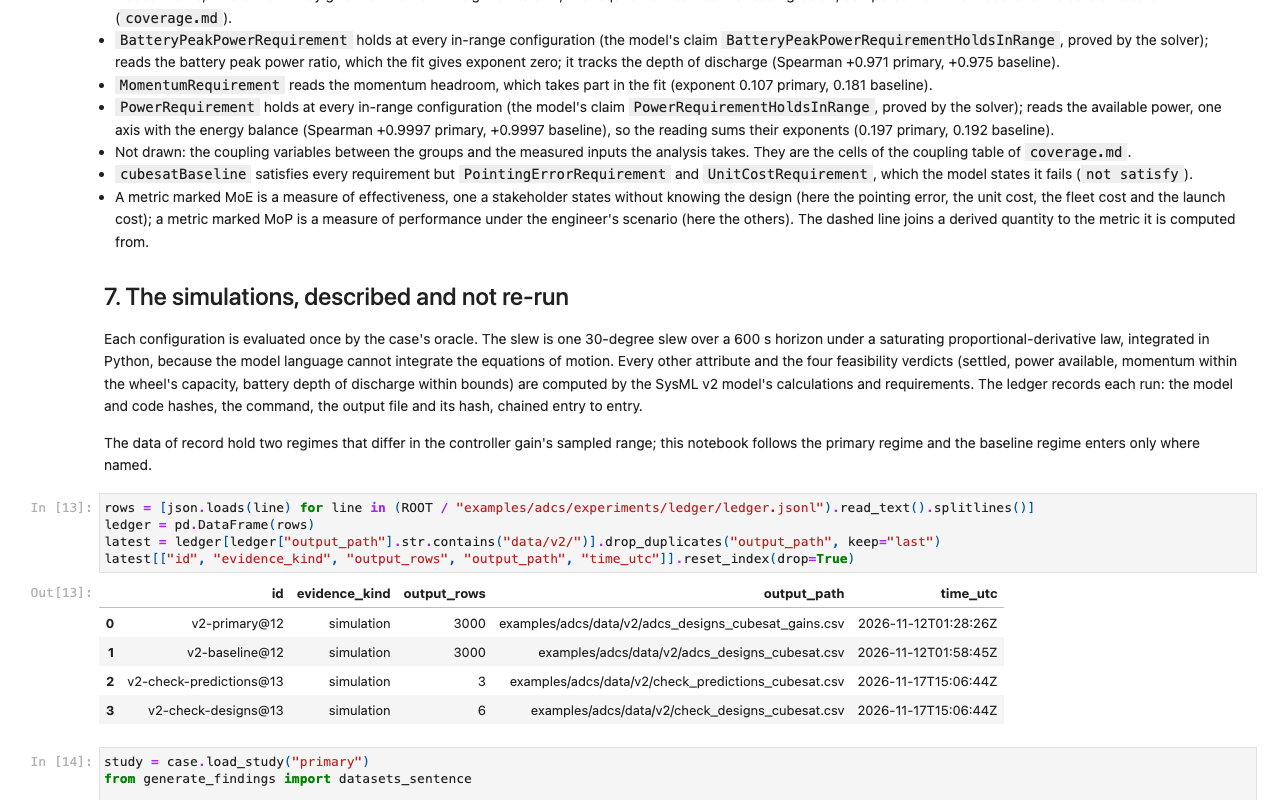 ( coverage.md ).
• BatteryPeakPowerRequirement holds at every in-range configuration (the model's claim BatteryPeakPowerRequirementHoldsInRange , proved by the solver);
reads the battery peak power ratio, which the fit gives exponent zero; it tracks the depth of discharge (Spearman +0.971 primary, +0.975 baseline).
• MomentumRequirement reads the momentum headroom, which takes part in the fit (exponent 0.107 primary, 0.181 baseline).
• PowerRequirement holds at every in-range configuration (the model's claim PowerRequirementHoldsInRange , proved by the solver); reads the available power, one
axis with the energy balance (Spearman +0.9997 primary, +0.9997 baseline), so the reading sums their exponents (0.197 primary, 0.192 baseline).
• Not drawn: the coupling variables between the groups and the measured inputs the analysis takes. They are the cells of the coupling table of coverage.md .
• cubesatBaseline satisfies every requirement but PointingErrorRequirement and UnitCostRequirement , which the model states it fails ( not satisfy ).
• A metric marked MoE is a measure of effectiveness, one a stakeholder states without knowing the design (here the pointing error, the unit cost, the fleet cost and the launch
cost); a metric marked MoP is a measure of performance under the engineer's scenario (here the others). The dashed line joins a derived quantity to the metric it is computed
from.
7. The simulations, described and not re-run
Each configuration is evaluated once by the case's oracle. The slew is one 30-degree slew over a 600 s horizon under a saturating proportional-derivative law, integrated in
Python, because the model language cannot integrate the equations of motion. Every other attribute and the four feasibility verdicts (settled, power available, momentum within
the wheel's capacity, battery depth of discharge within bounds) are computed by the SysML v2 model's calculations and requirements. The ledger records each run: the model
and code hashes, the command, the output file and its hash, chained entry to entry.
The data of record hold two regimes that differ in the controller gain's sampled range; this notebook follows the primary regime and the baseline regime enters only where
named.
In [13]: rows = [json.loads(line) for line in (ROOT / "examples/adcs/experiments/ledger/ledger.jsonl").read_text().splitlines()]
ledger = pd.DataFrame(rows)
latest = ledger[ledger["output_path"].str.contains("data/v2/")].drop_duplicates("output_path", keep="last")
latest[["id", "evidence_kind", "output_rows", "output_path", "time_utc"]].reset_index(drop=True)
Out[13]: id evidence_kind output_rows output_path time_utc
0 v2-primary@12 simulation 3000 examples/adcs/data/v2/adcs_designs_cubesat_gains.csv 2026-11-12T01:28:26Z
1 v2-baseline@12 simulation 3000 examples/adcs/data/v2/adcs_designs_cubesat.csv 2026-11-12T01:58:45Z
2 v2-check-predictions@13 simulation 3 examples/adcs/data/v2/check_predictions_cubesat.csv 2026-11-17T15:06:44Z
3 v2-check-designs@13 simulation 6 examples/adcs/data/v2/check_designs_cubesat.csv 2026-11-17T15:06:44Z
In [14]: study = case.load_study("primary")
from generate_findings import datasets_sentence